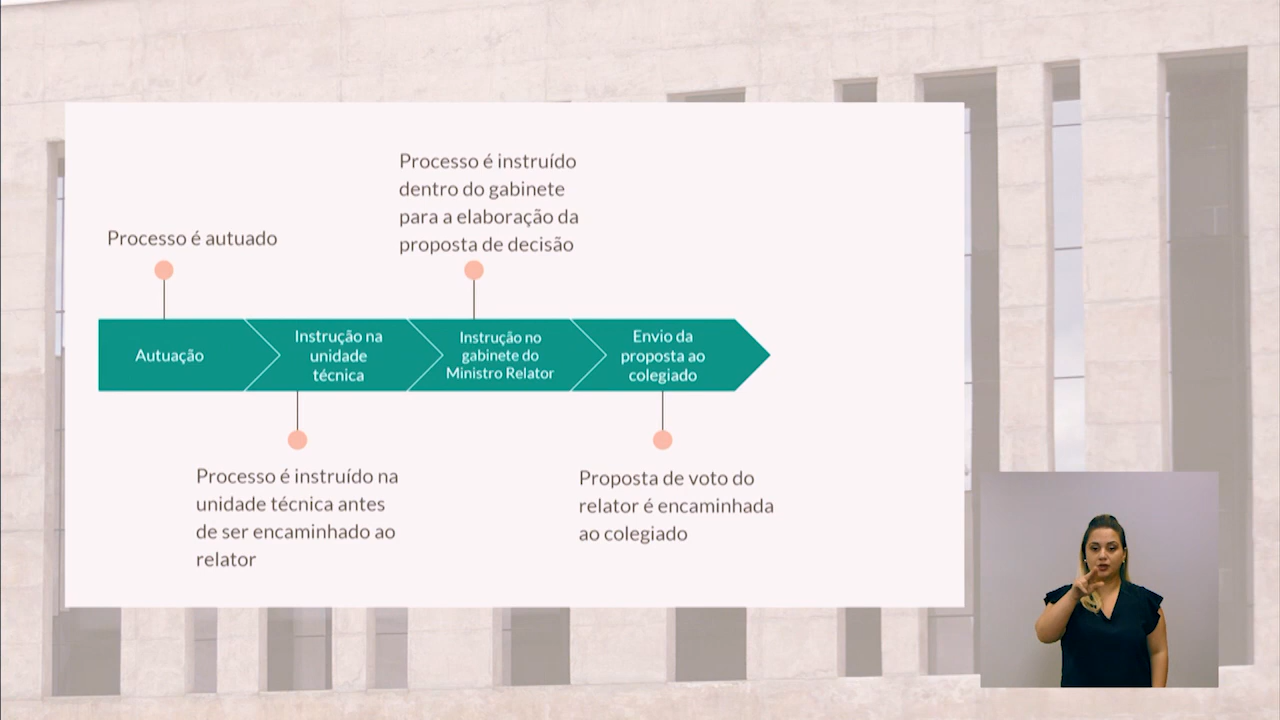 Processo é instruído
dentro do gabinete
para a elaboração da
proposta de decisão
Processo é autuado
Autuação
Instrução na
unidade
técnica
Instrução no
gabinete do
Ministro Relator
Envio da
proposta ao
colegiado
Processo é instruído na
unidade técnica antes
de ser encaminhado ao
relator
Proposta de voto do
relator é encaminhada
ao colegiado